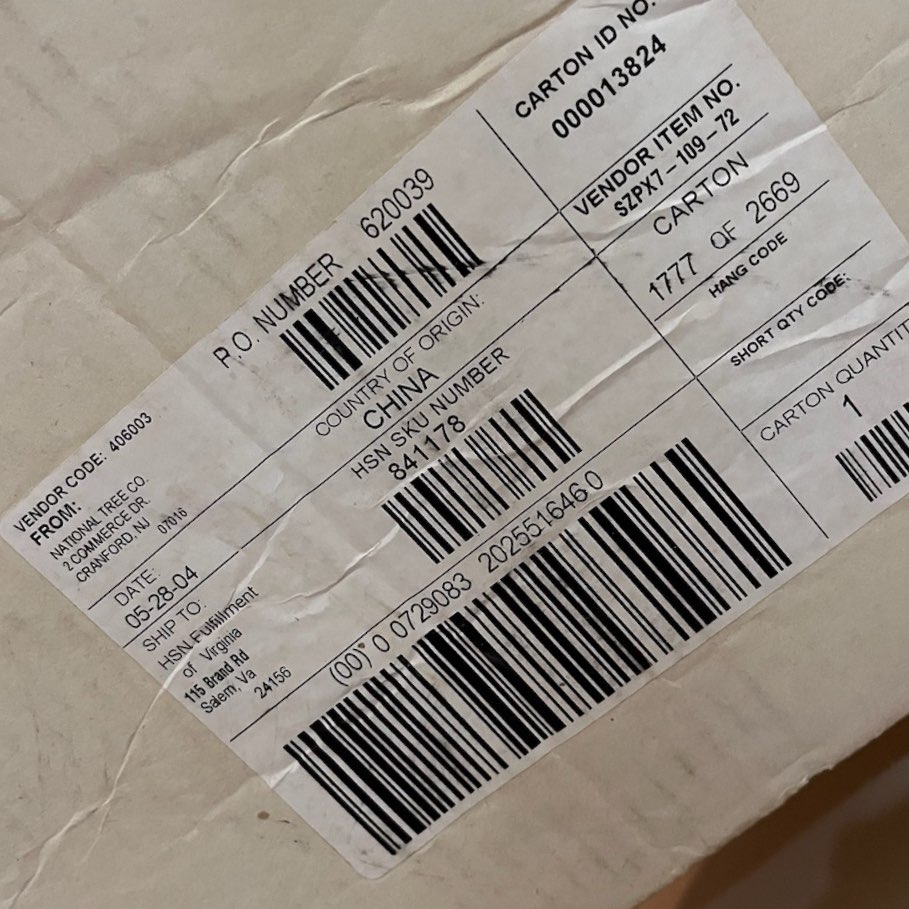 VENDOR CODE: 406003
FROM:
NATIONAL TREE CO.
2 COMMERCE DR.
CRANFORD, NJ 07016
P.O. NUMBER 620039
CARTON ID NO.
000013824
VENDOR ITEM NO.
SZPX7-109-72
DATE:
05-28-04
COUNTRY OF ORIGIN:
CHINA
CARTON
1777 OF 2669
SHIP TO:
HSN Fulfillment
of Virginia
115 Brand Rd
Salem, Va 24156
HSN SKU NUMBER
841178
HANG CODE
SHORT QTY CODE:
(00) 0 0729083 202551646 0
CARTON QUANTIT
1